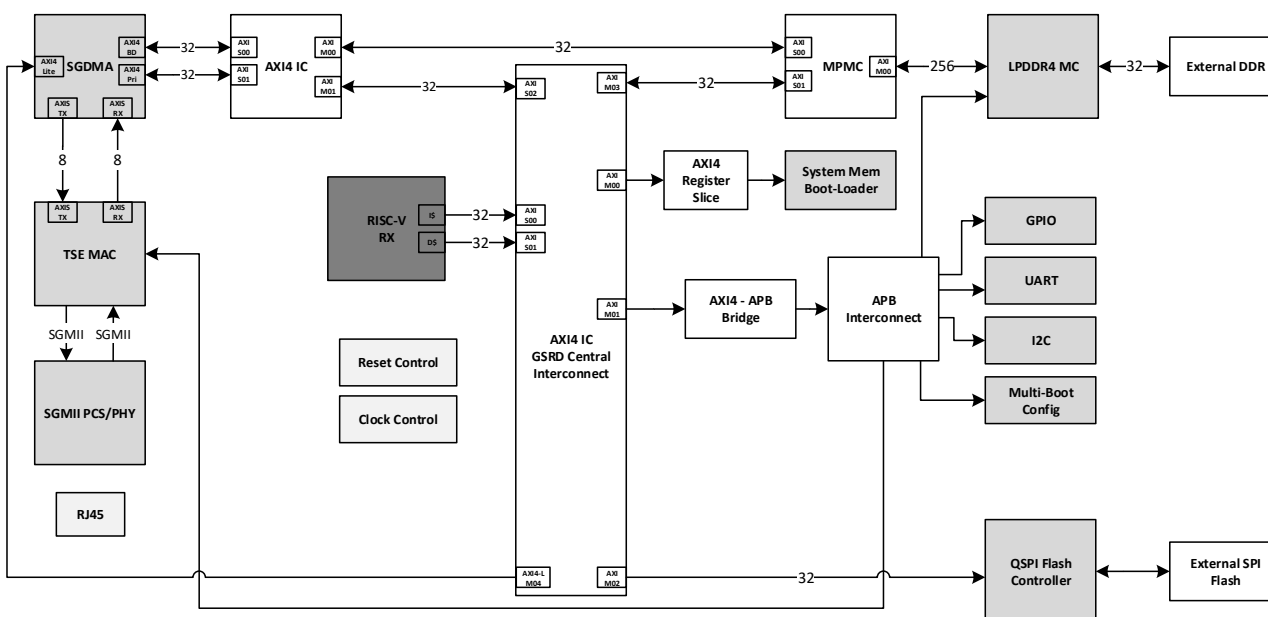 AXI4
BD
AXI4
Lite
SGDMA
AXI4
Pri
AXIS
TX
AXIS
RX
32
32
AXI
S00
AXI
M00
AXI4 IC
AXI
S01
AXI
M01
32
32
AXI
S02
AXI
M03
32
AXI
S00
MPMC
AXI
M00
AXI
S01
256
LPDDR4 MC
32
External DDR
8
8
AXIS
TX
AXIS
RX
TSE MAC
SGMII
SGMII
SGMII PCS/PHY
RJ45
RISC-V
RX
I$
D$
32
32
AXI
S00
AXI
S01
AXI
M00
AXI4
Register
Slice
System Mem
Boot-Loader
AXI
M01
AXI4 - APB
Bridge
APB
Interconnect
GPIO
UART
I2C
Multi-Boot
Config
Reset Control
Clock Control
AXI4 IC
GSRD Central
Interconnect
AXI4-L
M04
AXI
M02
32
QSPI Flash
Controller
External SPI
Flash